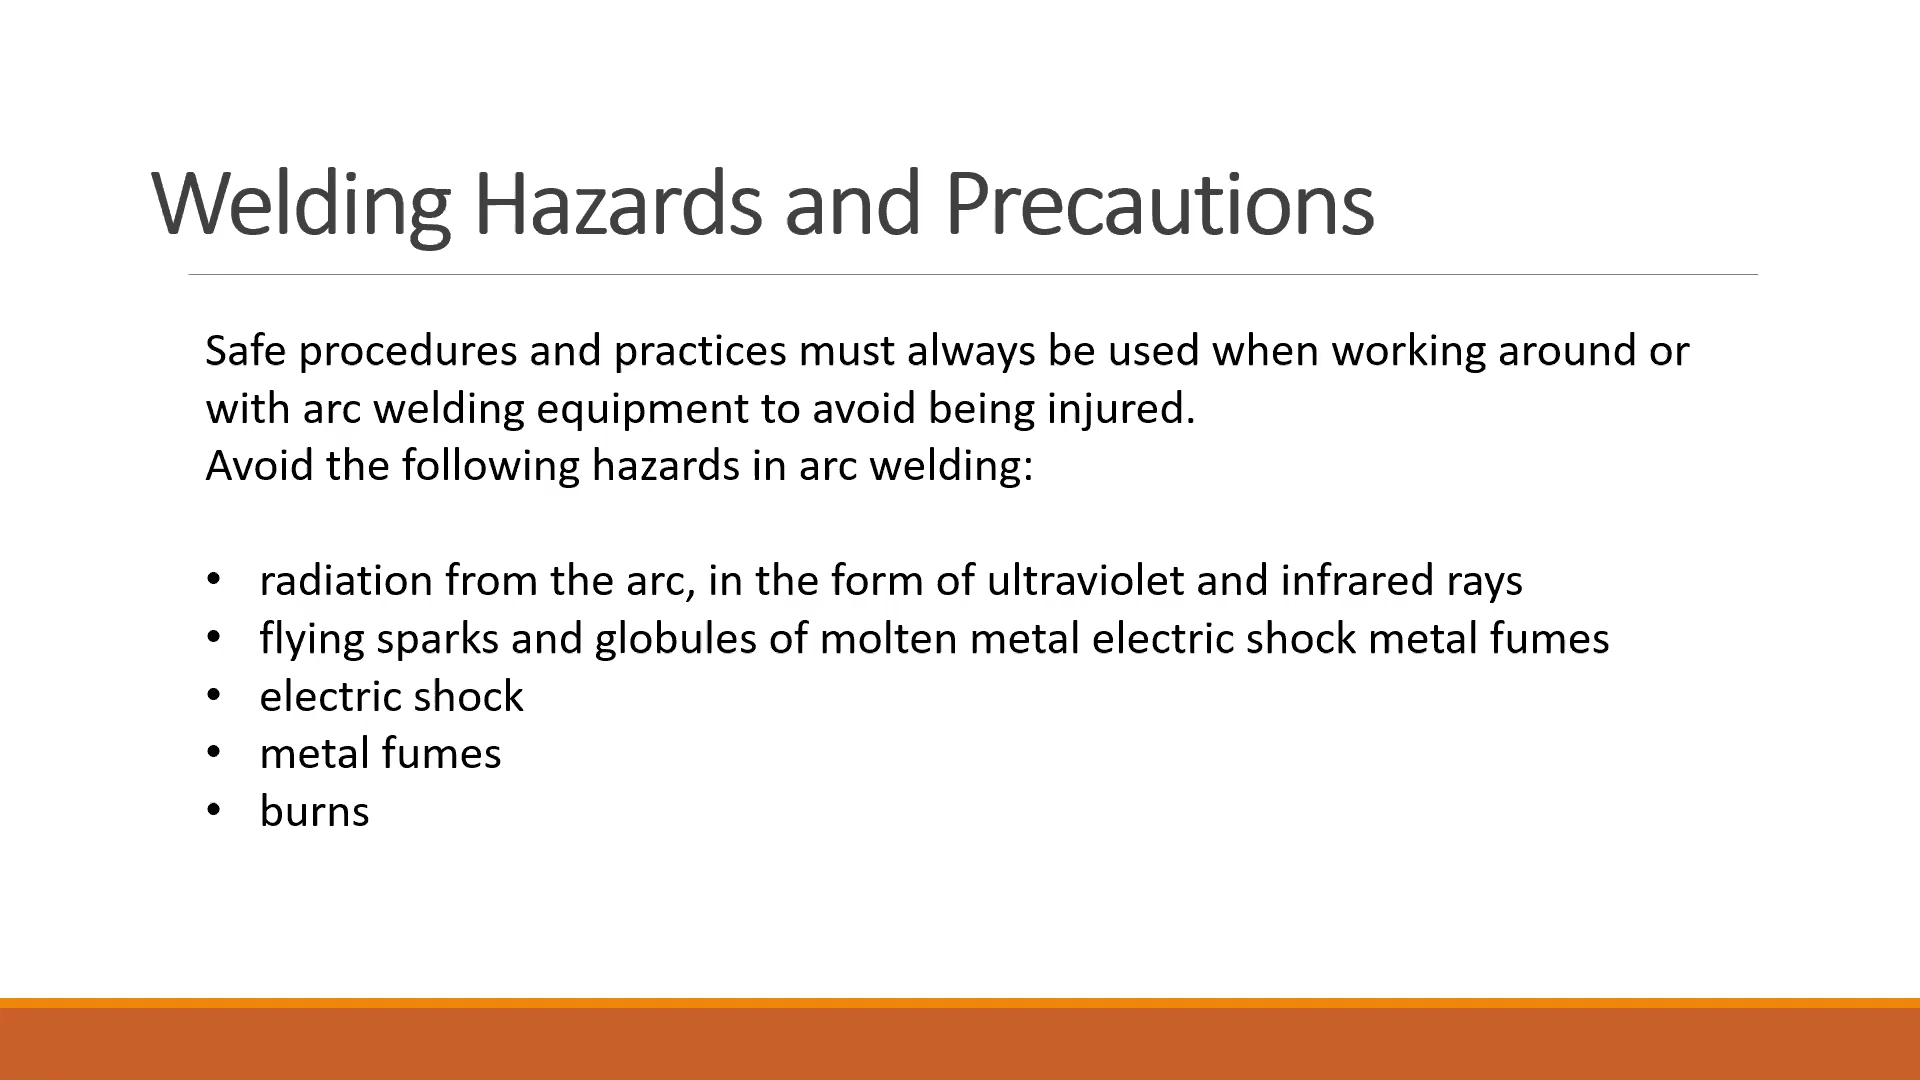 Welding Hazards and Precautions
Safe procedures and practices must always be used when working around or
with arc welding equipment to avoid being injured.
Avoid the following hazards in arc welding:
• radiation from the arc, in the form of ultraviolet and infrared rays
• flying sparks and globules of molten metal electric shock metal fumes
• electric shock
• metal fumes
• burns